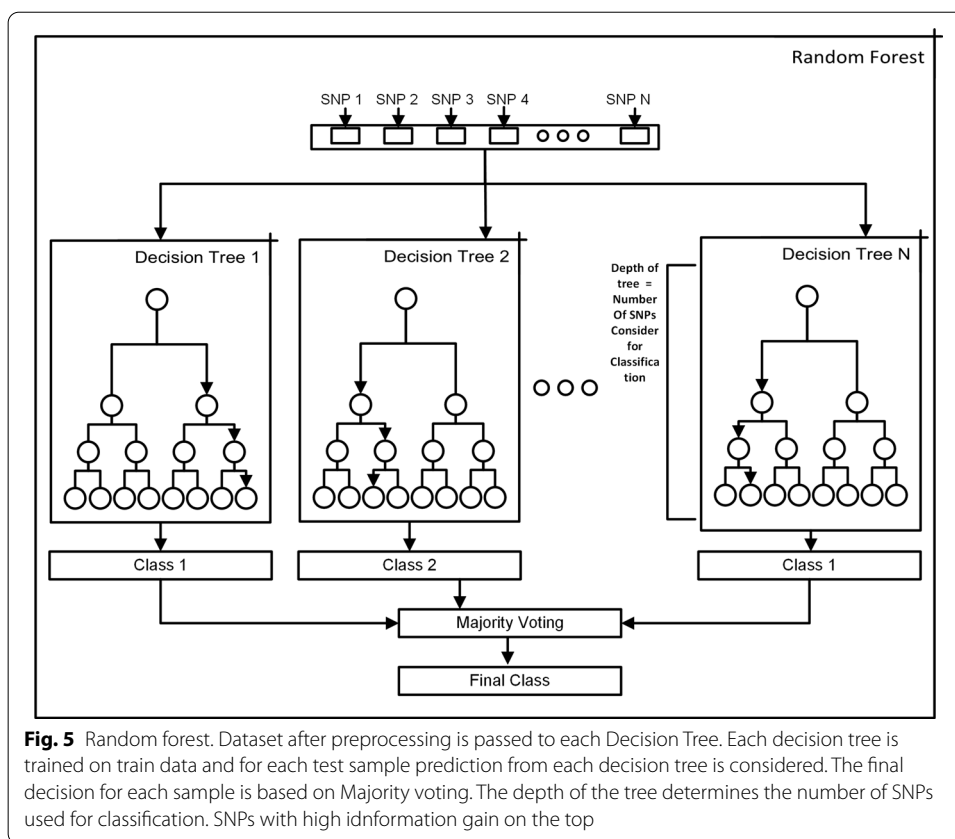 Random Forest
SNP 1 SNP 2 SNP 3 SNP 4 SNP N
Decision Tree 1
Decision Tree 2
Decision Tree N
Depth of
tree =
Number
Of SNPs
Consider
for
Classifica
tion
Class 1
Class 2
Class 1
Majority Voting
Final Class
Fig. 5 Random forest. Dataset after preprocessing is passed to each Decision Tree. Each decision tree is
trained on train data and for each test sample prediction from each decision tree is considered. The final
decision for each sample is based on Majority voting. The depth of the tree determines the number of SNPs
used for classification. SNPs with high idnformation gain on the top